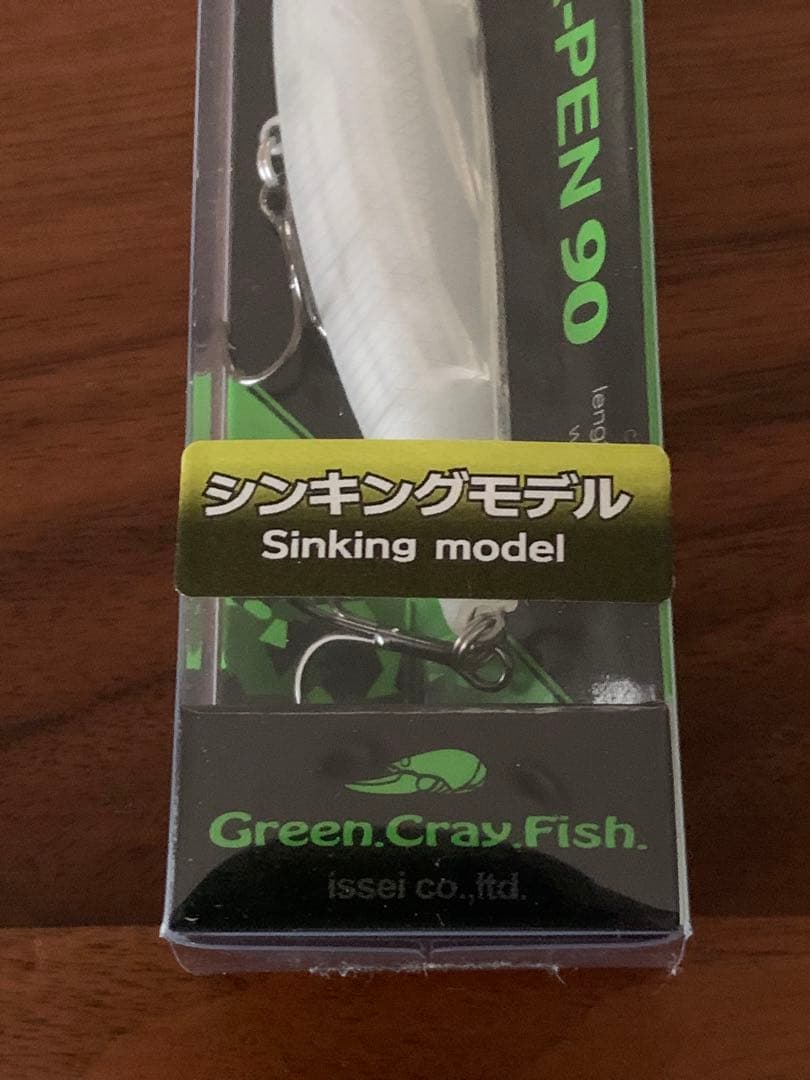 -PEN 90
シンキングモデル
Sinking model
Green.Cray.Fish.
issei co.,ltd.